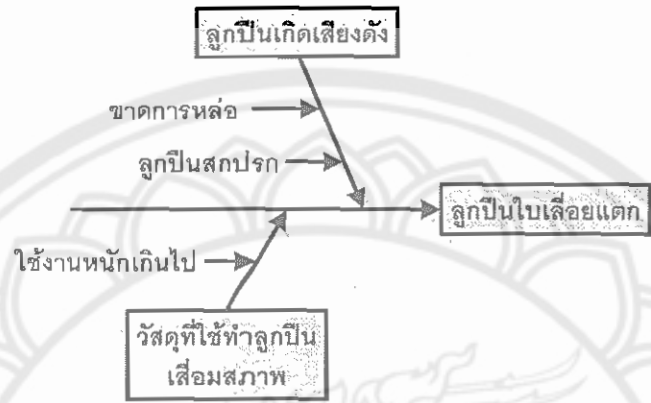 ลูกปืนเกิดเสียงดัง
ขาดการหล่อ
ลูกปืนสกปรก
ลูกปืนใบเลื่อยแตก
ใช้งานหนักเกินไป
วัสดุที่ใช้ทำลูกปืน
เสื่อมสภาพ